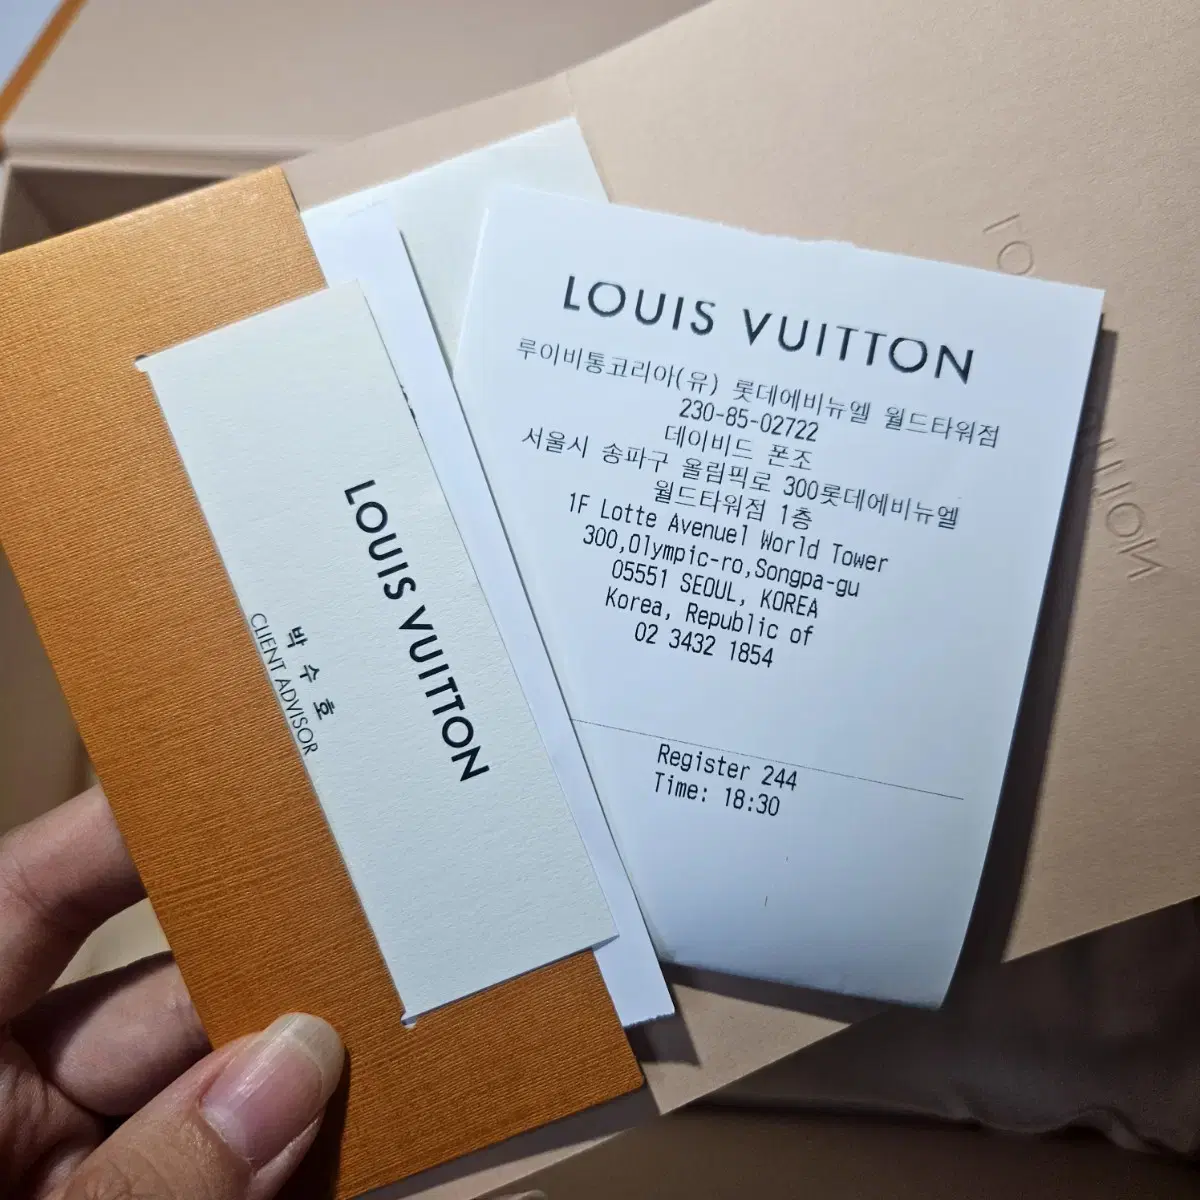 LOUIS VUITTON
루이비통코리아(유) 롯데에비뉴엘 월드타워점
230-85-02722
데이비드 폰조
서울시 송파구 올림픽로 300롯데에비뉴엘
월드타워점 1층
1F Lotte Avenuel World Tower
300,Olympic-ro,Songpa-gu
05551 SEOUL, KOREA
Korea, Republic of
02 3432 1854
Register 244
Time: 18:30
LOUIS VUITTON
박수호
CLIENT ADVISOR